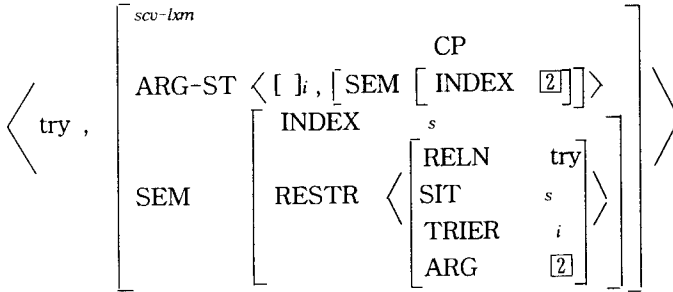 scv-lxm
CP
ARG-ST ⟨ [ ]i , [ SEM [ INDEX 2 ] ] ⟩
try ,
INDEX s
RELN try
SEM RESTR ⟨ SIT s ⟩
TRIER i
ARG 2